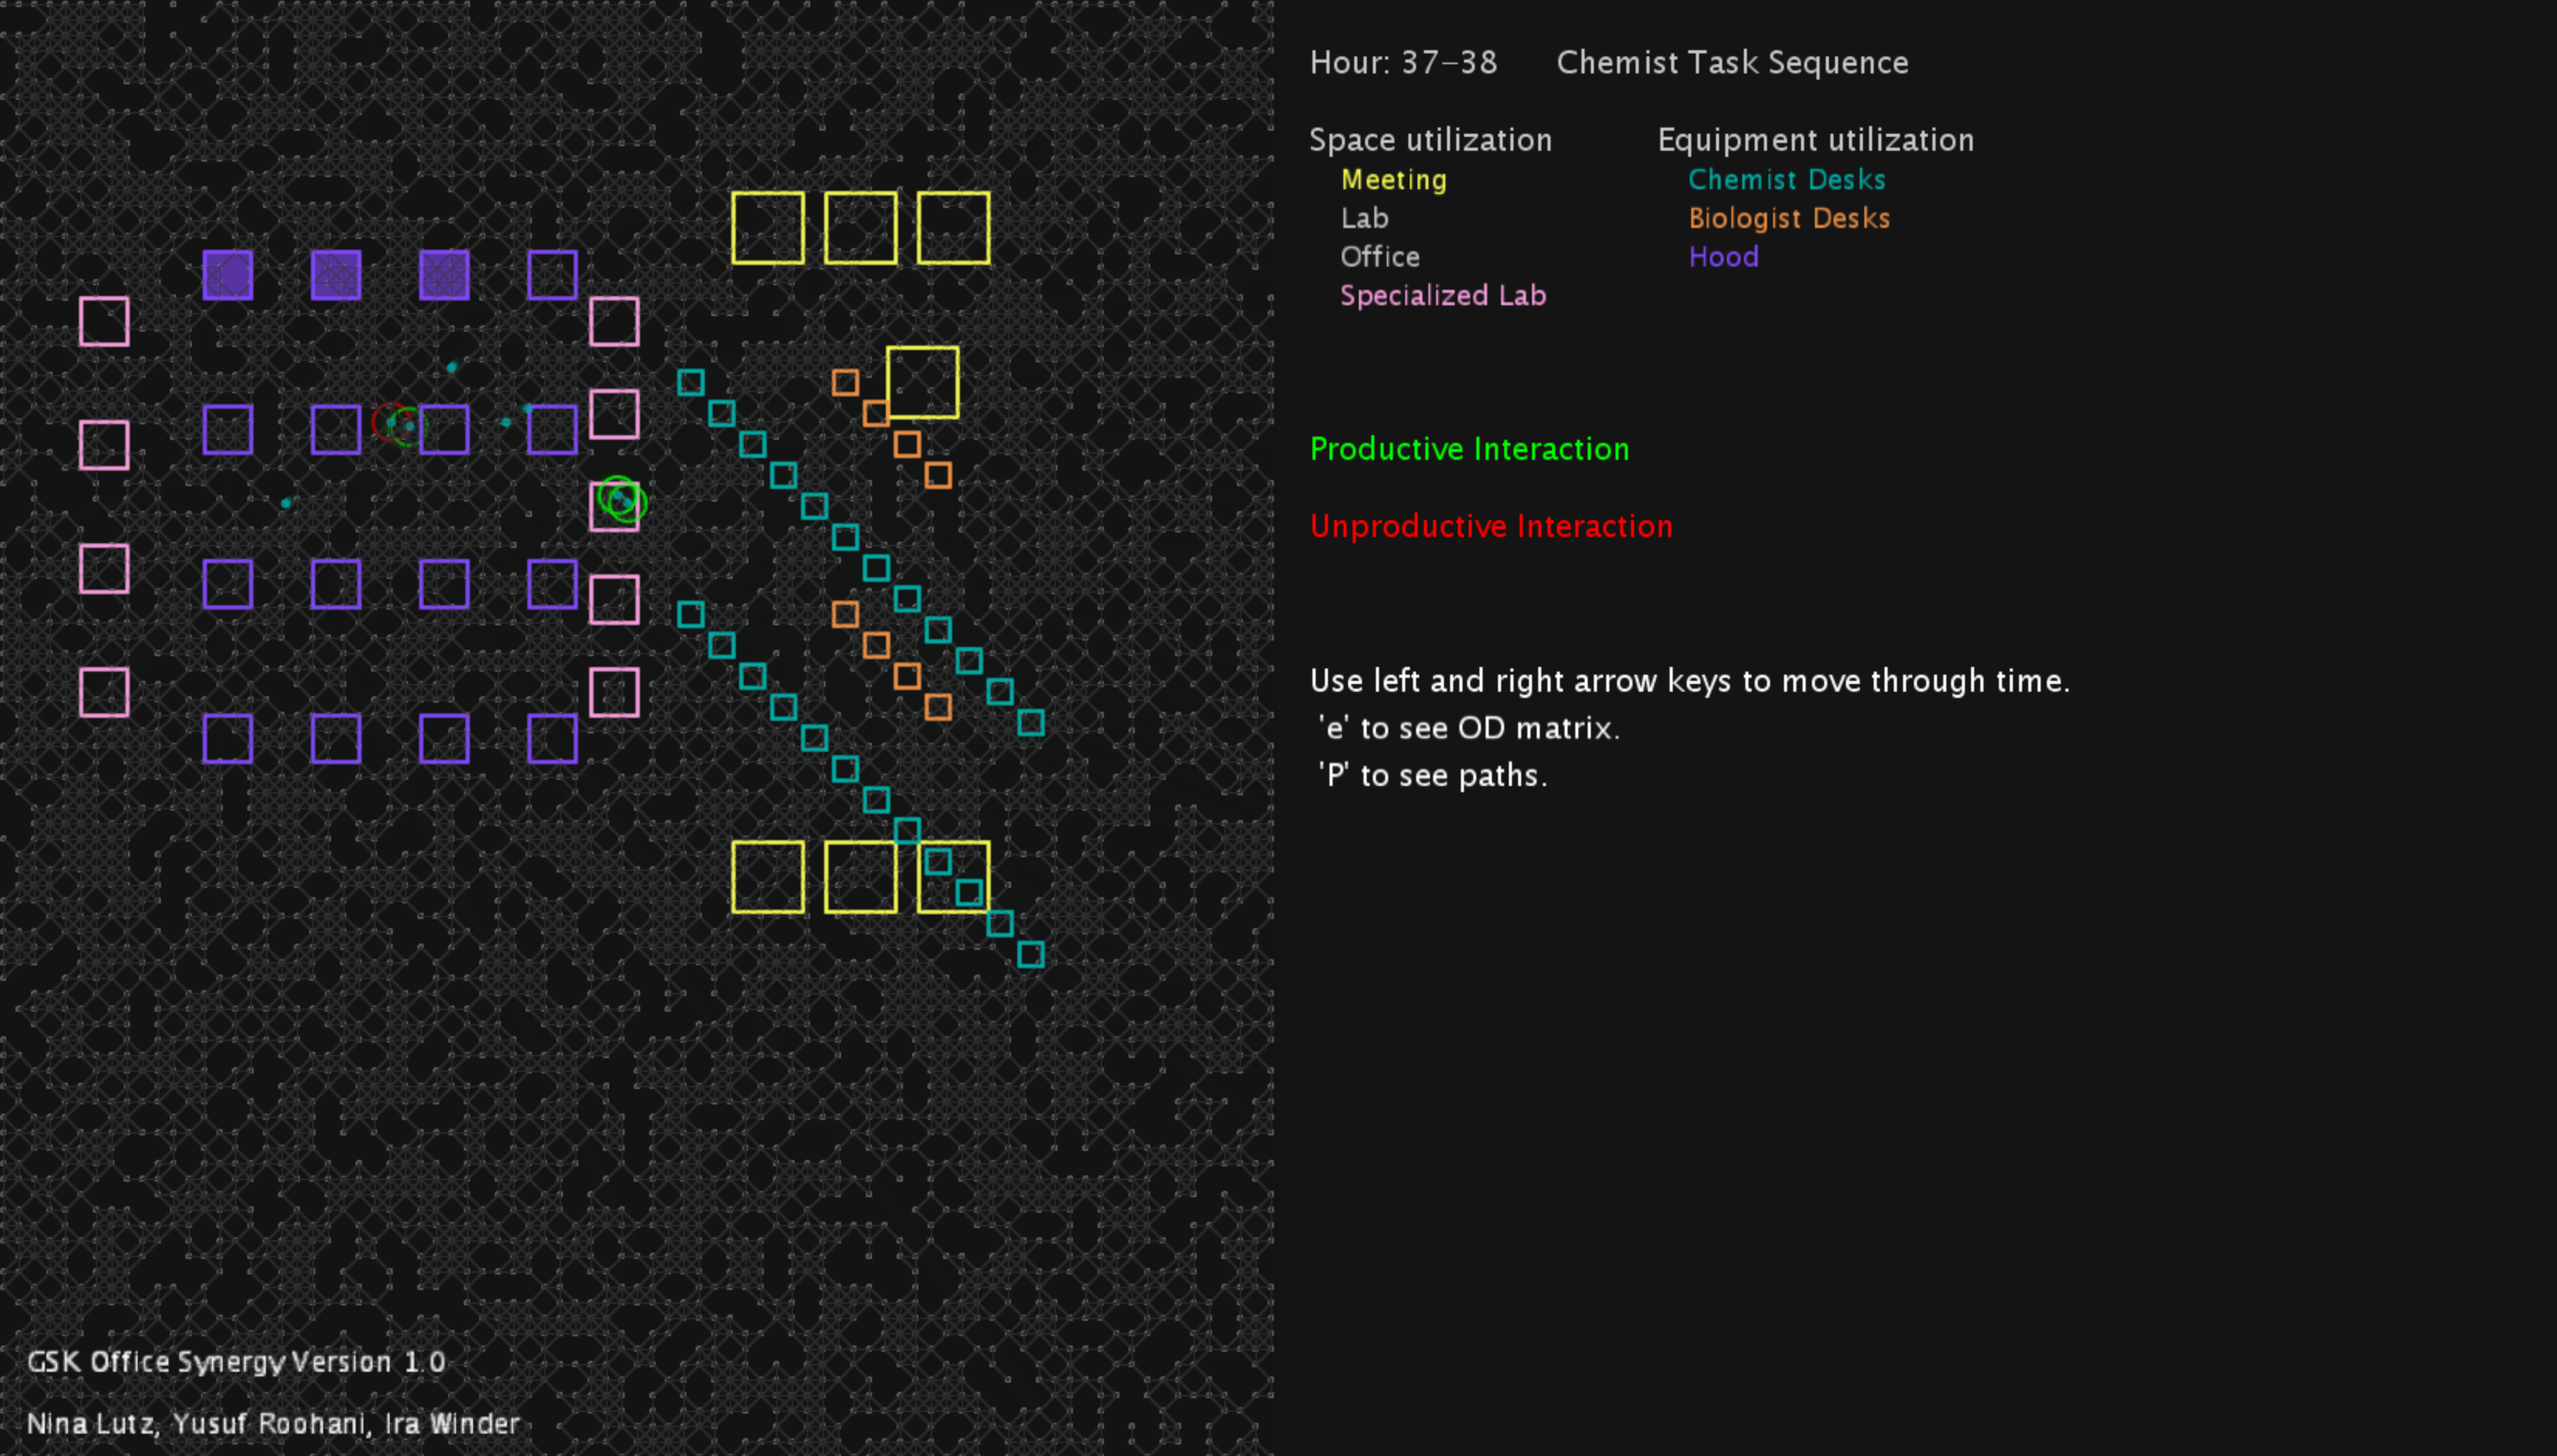 Hour: 37–38 Chemist Task Sequence
Space utilization Equipment utilization
Meeting Chemist Desks
Lab Biologist Desks
Office Hood
Specialized Lab
Productive Interaction
Unproductive Interaction
Use left and right arrow keys to move through time.
'e' to see OD matrix.
'P' to see paths.
GSK Office Synergy Version 1.0
Nina Lutz, Yusuf Roohani, Ira Winder